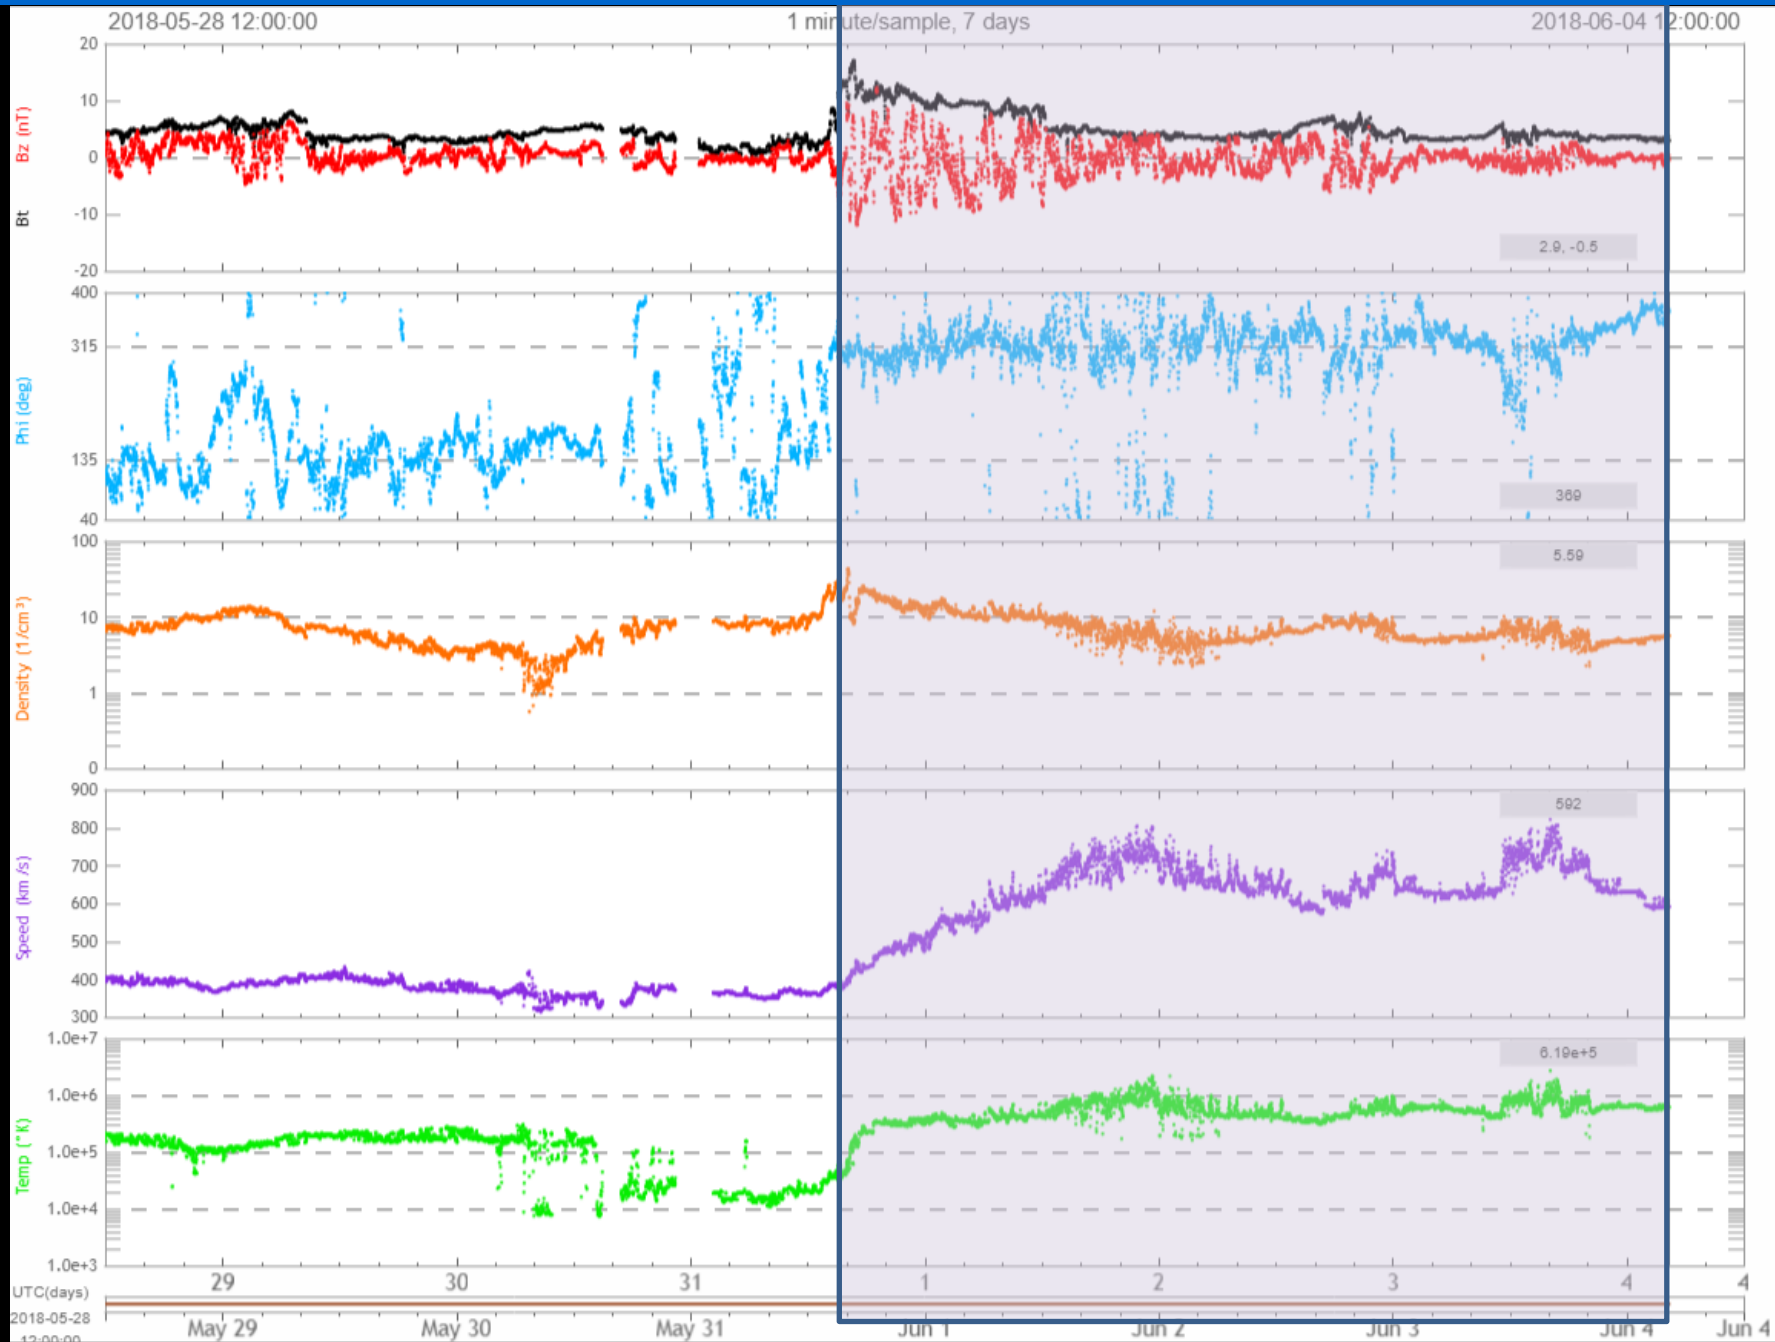 2018-05-28 12:00:00 1 minute/sample, 7 days 2018-06-04 12:00:00
20
10
0
-10
-20
Bt Bz (nT)
2.9, -0.5
400
315
135
40
Phi (deg)
369
100
10
1
0
Density (1/cm³)
5.59
900
800
700
600
500
400
300
Speed (km/s)
592
1.0e+7
1.0e+6
1.0e+5
1.0e+4
1.0e+3
Temp (°K)
6.19e+5
29 30 31 1 2 3 4 4
UTC(days)
2018-05-28
12:00:00
May 29 May 30 May 31 Jun 1 Jun 2 Jun 3 Jun 4 Jun 4